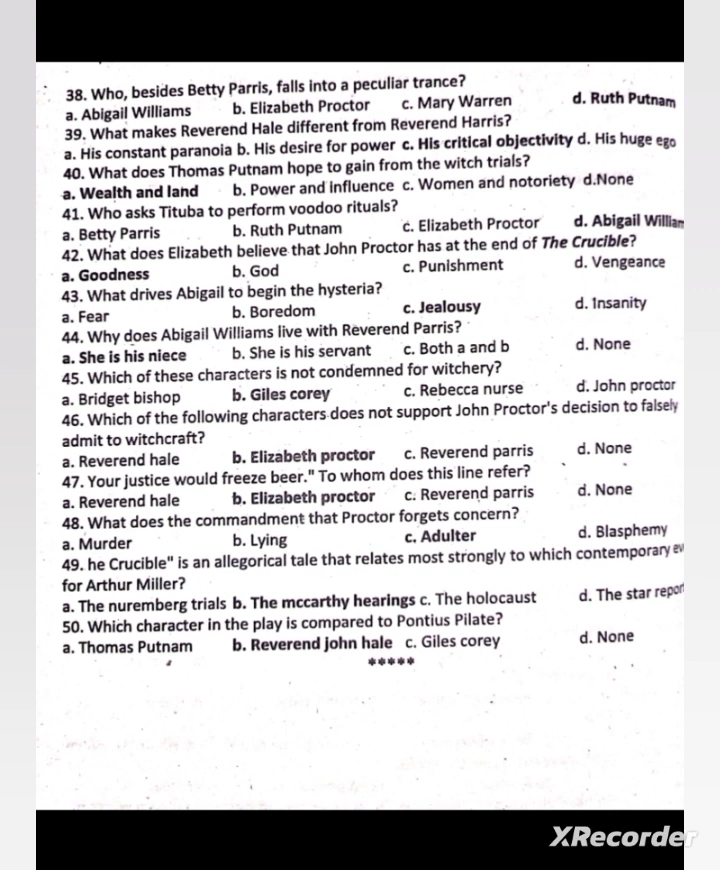 38. Who, besides Betty Parris, falls into a peculiar trance?
a. Abigail Williams b. Elizabeth Proctor c. Mary Warren d. Ruth Putnam
39. What makes Reverend Hale different from Reverend Harris?
a. His constant paranoia b. His desire for power c. His critical objectivity d. His huge ego
40. What does Thomas Putnam hope to gain from the witch trials?
a. Wealth and land b. Power and influence c. Women and notoriety d.None
41. Who asks Tituba to perform voodoo rituals?
a. Betty Parris b. Ruth Putnam c. Elizabeth Proctor d. Abigail William
42. What does Elizabeth believe that John Proctor has at the end of The Crucible?
a. Goodness b. God c. Punishment d. Vengeance
43. What drives Abigail to begin the hysteria?
a. Fear b. Boredom c. Jealousy d. Insanity
44. Why does Abigail Williams live with Reverend Parris?
a. She is his niece b. She is his servant c. Both a and b d. None
45. Which of these characters is not condemned for witchery?
a. Bridget bishop b. Giles corey c. Rebecca nurse d. John proctor
46. Which of the following characters does not support John Proctor's decision to falsely
admit to witchcraft?
a. Reverend hale b. Elizabeth proctor c. Reverend parris d. None
47. Your justice would freeze beer." To whom does this line refer?
a. Reverend hale b. Elizabeth proctor c. Reverend parris d. None
48. What does the commandment that Proctor forgets concern?
a. Murder b. Lying c. Adulter d. Blasphemy
49. he Crucible" is an allegorical tale that relates most strongly to which contemporary ev
for Arthur Miller?
a. The nuremberg trials b. The mccarthy hearings c. The holocaust d. The star repor
50. Which character in the play is compared to Pontius Pilate?
a. Thomas Putnam b. Reverend john hale c. Giles corey d. None
*****
XRecorder